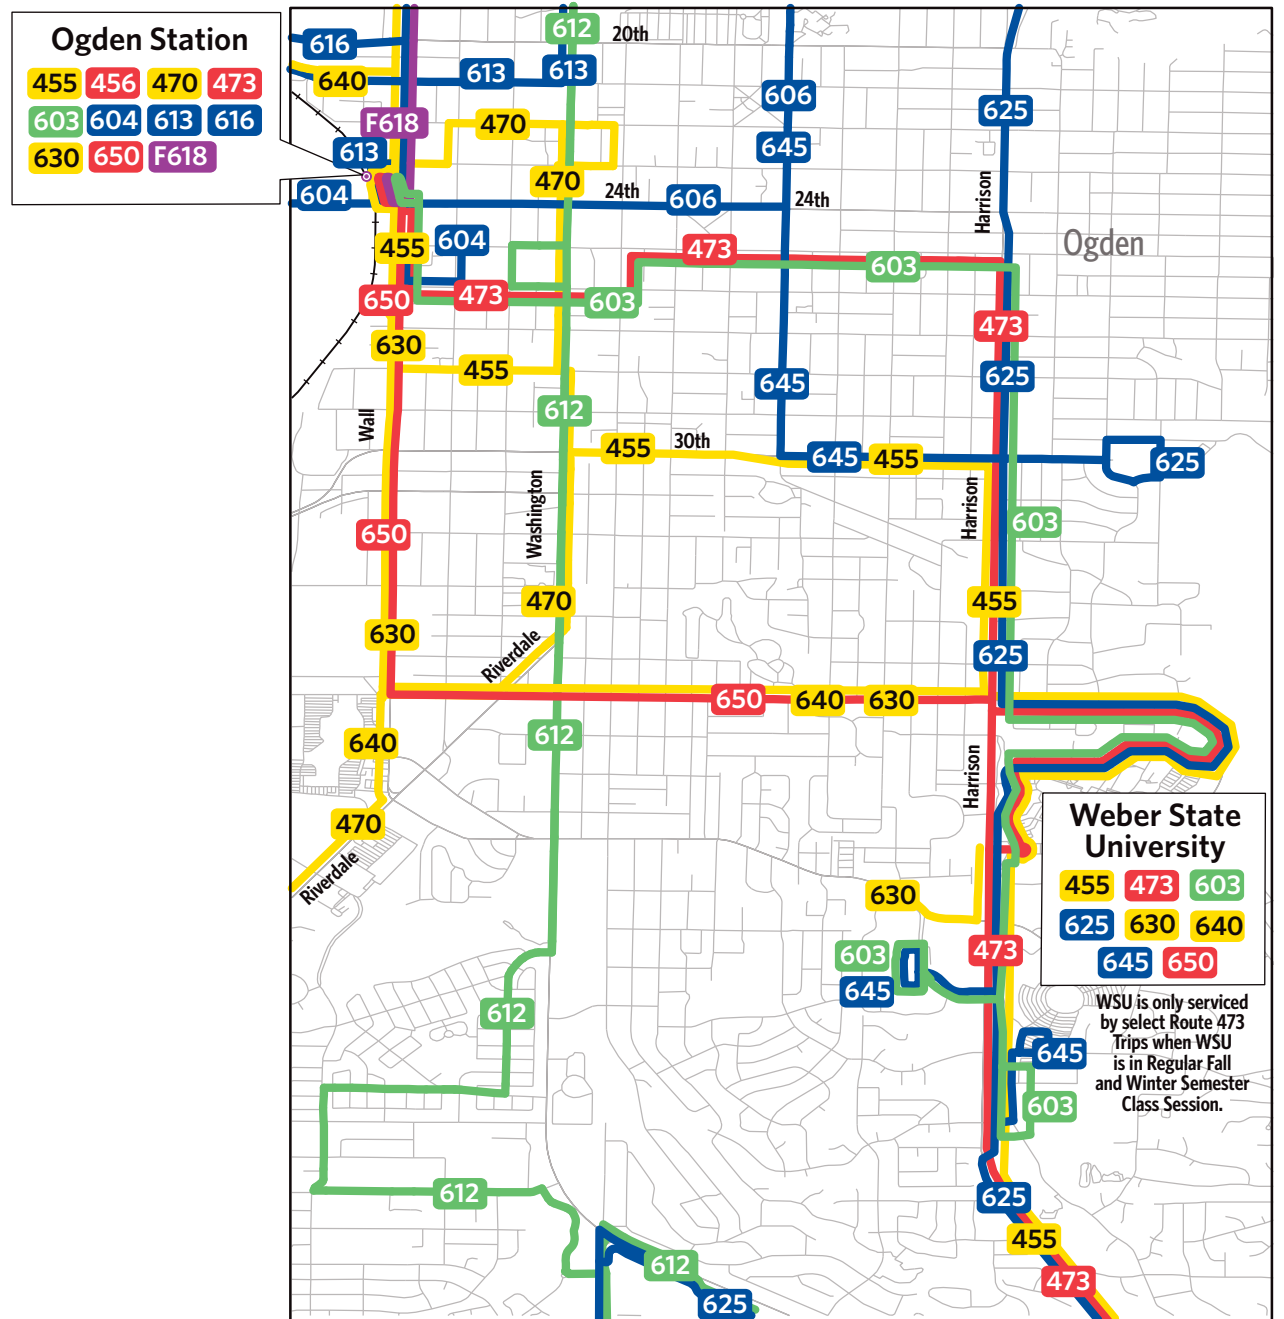 Ogden Station
455 456 470 473
603 604 613 616
630 650 F618
612 20th
616
640
613
613
606
625
F618
470
645
613
470
604
24th
606
24th
Harrison
455
604
Ogden
473
603
650
473
603
473
630
455
645
625
Wall
612
455
30th
645
455
625
Washington
Harrison
650
603
470
455
630
Riverdale
625
650
640
630
640
612
Harrison
470
Riverdale
Weber State
University
455 473 603
625 630 640
645 650
630
603
645
473
WSU is only serviced
by select Route 473
Trips when WSU
is in Regular Fall
and Winter Semester
Class Session.
612
645
603
612
625
455
612
473
625